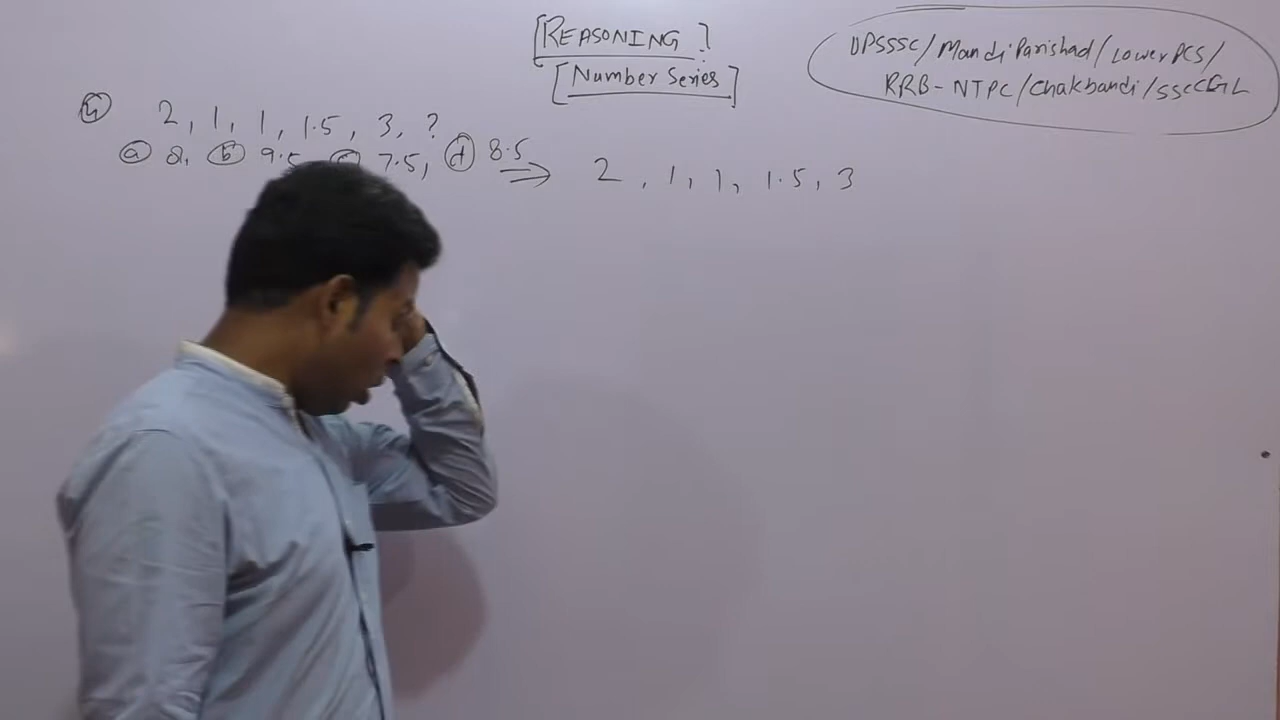 [REASONING ?
[Number Series]
UPSSSC/Mandi Parishad/Lower PCS/
RRB-NTPC/Chakbandi/SSC CGL
2, 1, 1, 1.5, 3, ?
(a) 8, (b) 9.5, (c) 7.5, (d) 8.5
⇒ 2, 1, 1, 1.5, 3